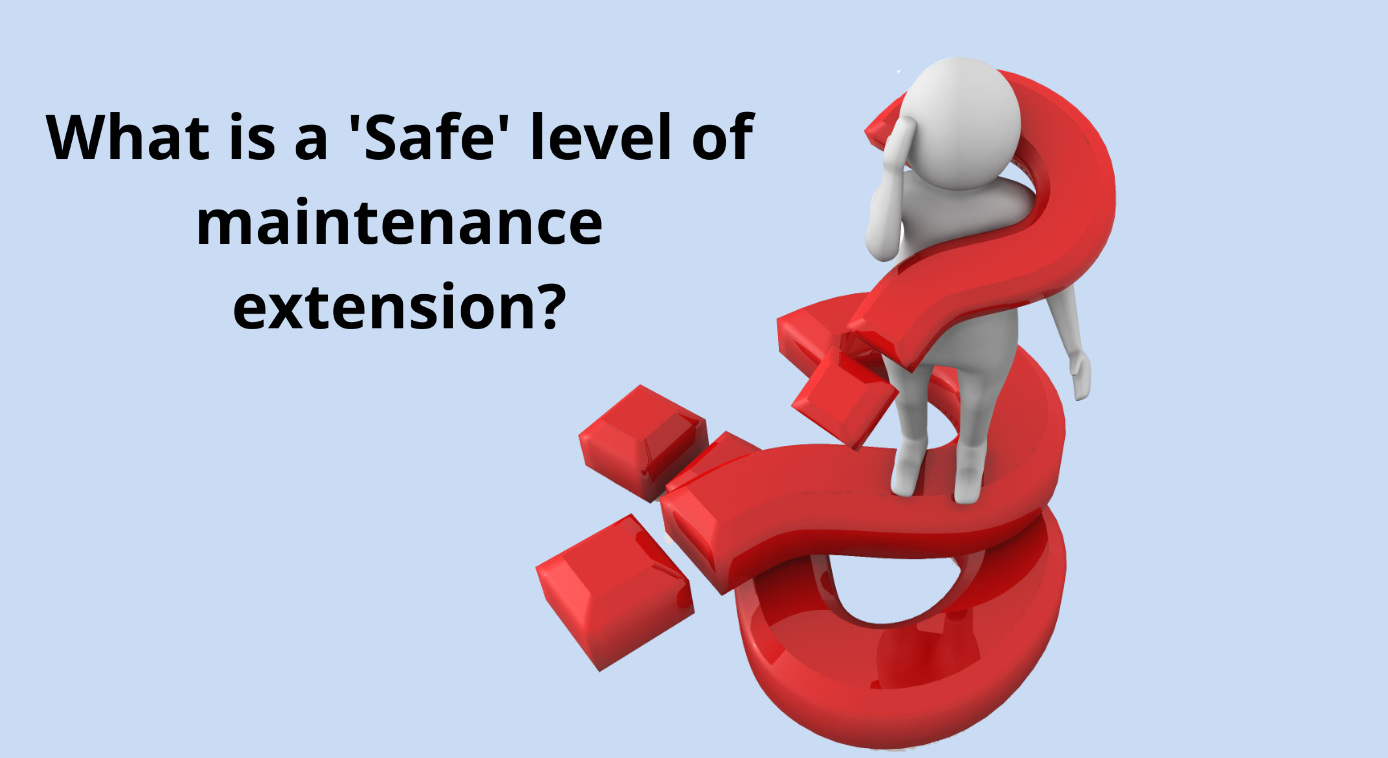 What is a 'Safe' level of
maintenance
extension?